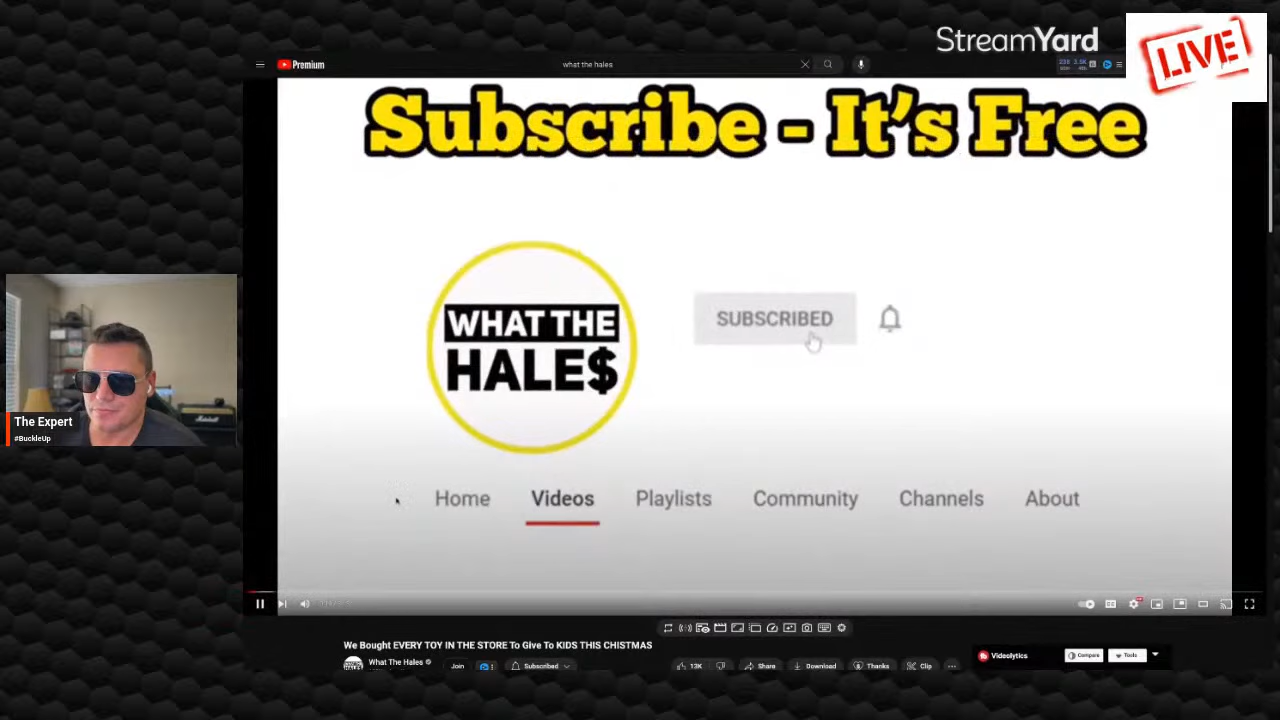 StreamYard
LIVE
Premium
what the hales
Subscribe - It's Free
WHAT THE
HALE$
SUBSCRIBED
Home Videos Playlists Community Channels About
The Expert
#BuckleUp
We Bought EVERY TOY IN THE STORE To Give To KIDS THIS CHISTMAS
What The Hales
Join
Subscribed
13K
Share
Download
Thanks
Clip
Videolytics
Compare
Tools